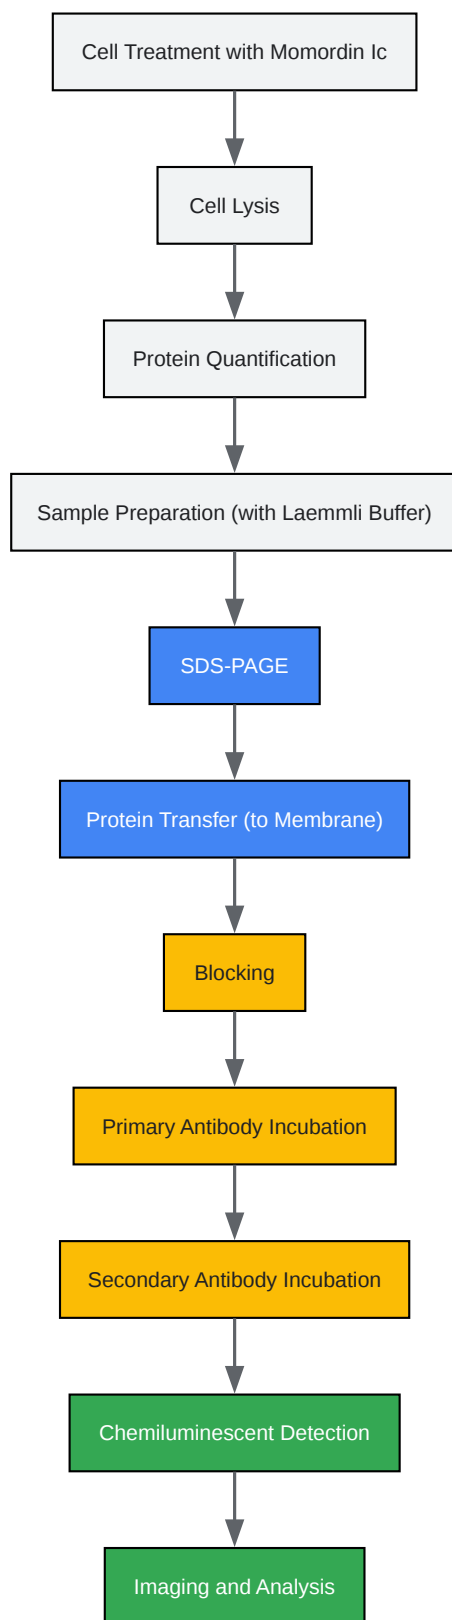 Cell Treatment with Momordin Ic
Cell Lysis
Protein Quantification
Sample Preparation (with Laemmli Buffer)
SDS-PAGE
Protein Transfer (to Membrane)
Blocking
Primary Antibody Incubation
Secondary Antibody Incubation
Chemiluminescent Detection
Imaging and Analysis